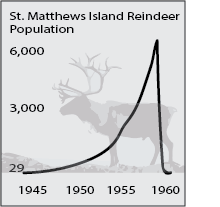 St. Matthews Island Reindeer
Population
6,000
3,000
29
1945 1950 1955 1960